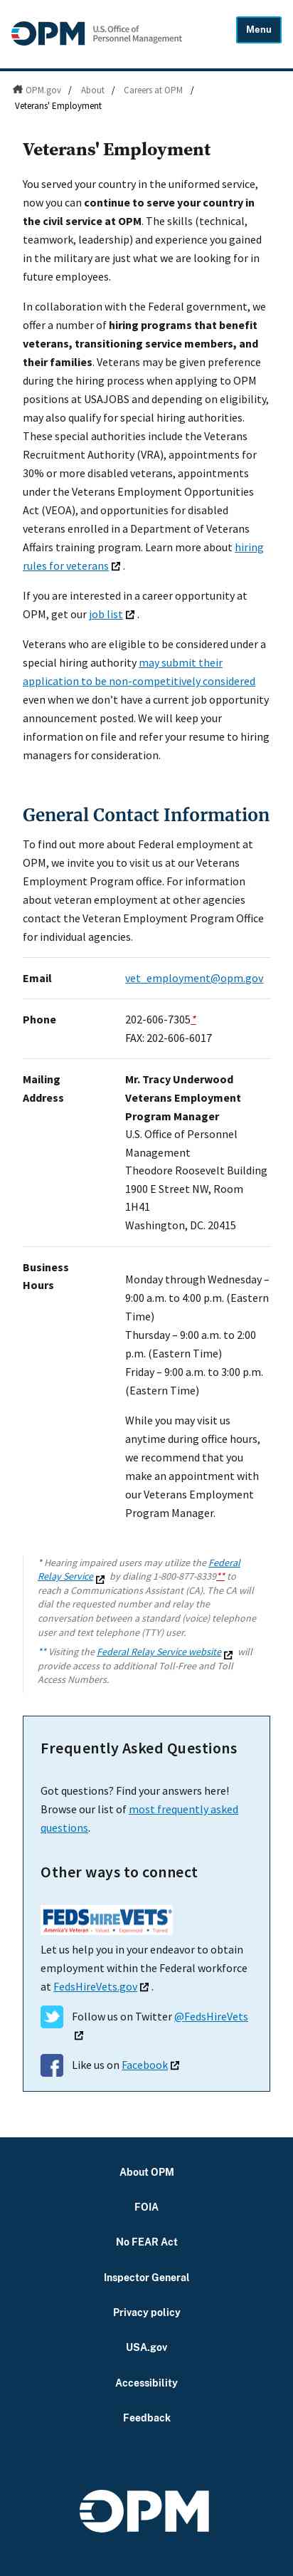 OPM U.S. Office of
Personnel Management
Menu
OPM.gov / About / Careers at OPM /
Veterans' Employment
Veterans' Employment
You served your country in the uniformed service,
now you can continue to serve your country in
the civil service at OPM. The skills (technical,
teamwork, leadership) and experience you gained
in the military are just what we look for in
future employees.
In collaboration with the Federal government, we
offer a number of hiring programs that benefit
veterans, transitioning service members, and
their families. Veterans may be given preference
during the hiring process when applying to OPM
positions at USAJOBS and depending on eligibility,
may also qualify for special hiring authorities.
These special authorities include the Veterans
Recruitment Authority (VRA), appointments for
30% or more disabled veterans, appointments
under the Veterans Employment Opportunities
Act (VEOA), and opportunities for disabled
veterans enrolled in a Department of Veterans
Affairs training program. Learn more about hiring
rules for veterans .
If you are interested in a career opportunity at
OPM, get our job list .
Veterans who are eligible to be considered under a
special hiring authority may submit their
application to be non-competitively considered
even when we don't have a current job opportunity
announcement posted. We will keep your
information on file and refer your resume to hiring
managers for consideration.
General Contact Information
To find out more about Federal employment at
OPM, we invite you to visit us at our Veterans
Employment Program office. For information
about veteran employment at other agencies
contact the Veteran Employment Program Office
for individual agencies.
Email vet_employment@opm.gov
Phone 202-606-7305*
FAX: 202-606-6017
Mailing Address
Mr. Tracy Underwood
Veterans Employment
Program Manager
U.S. Office of Personnel
Management
Theodore Roosevelt Building
1900 E Street NW, Room
1H41
Washington, DC. 20415
Business Hours
Monday through Wednesday –
9:00 a.m. to 4:00 p.m. (Eastern
Time)
Thursday – 9:00 a.m. to 2:00
p.m. (Eastern Time)
Friday – 9:00 a.m. to 3:00 p.m.
(Eastern Time)
While you may visit us
anytime during office hours,
we recommend that you
make an appointment with
our Veterans Employment
Program Manager.
* Hearing impaired users may utilize the Federal
Relay Service by dialing 1-800-877-8339** to
reach a Communications Assistant (CA). The CA will
dial the requested number and relay the
conversation between a standard (voice) telephone
user and text telephone (TTY) user.
** Visiting the Federal Relay Service website will
provide access to additional Toll-Free and Toll
Access Numbers.
Frequently Asked Questions
Got questions? Find your answers here!
Browse our list of most frequently asked
questions.
Other ways to connect
FEDSHIREVETS
America's Veteran: Valued, Trusted, Transformed
Let us help you in your endeavor to obtain
employment within the Federal workforce
at FedsHireVets.gov .
Follow us on Twitter @FedsHireVets
Like us on Facebook
About OPM
FOIA
No FEAR Act
Inspector General
Privacy policy
USA.gov
Accessibility
Feedback
OPM